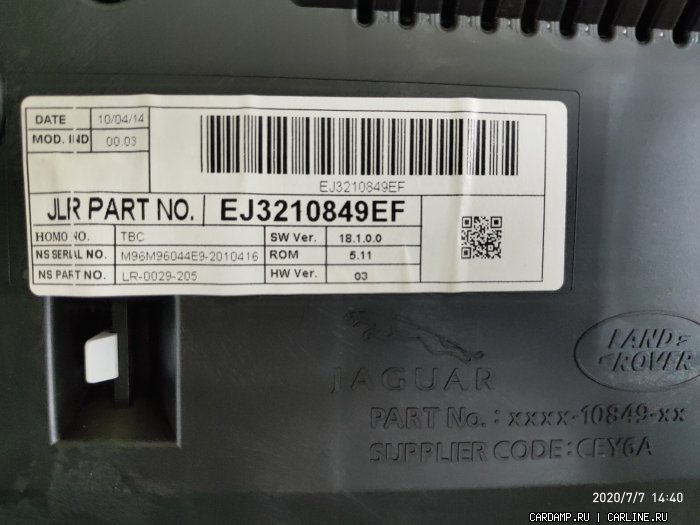 DATE 10/04/14
MOD. IND 00.03
EJ3210849EF
JLR PART NO. EJ3210849EF
HOMO NO. TBC SW Ver. 18.1.0.0
NS SERIAL NO. M96M96044E9-2010416 ROM 5.11
NS PART NO. LR-0029-205 HW Ver. 03
JAGUAR
LAND
ROVER
PART No.: xxxx-10849-xx
SUPPLIER CODE:CEY6A
2020/7/7 14:40
CARDAMP.RU | CARLINE.RU